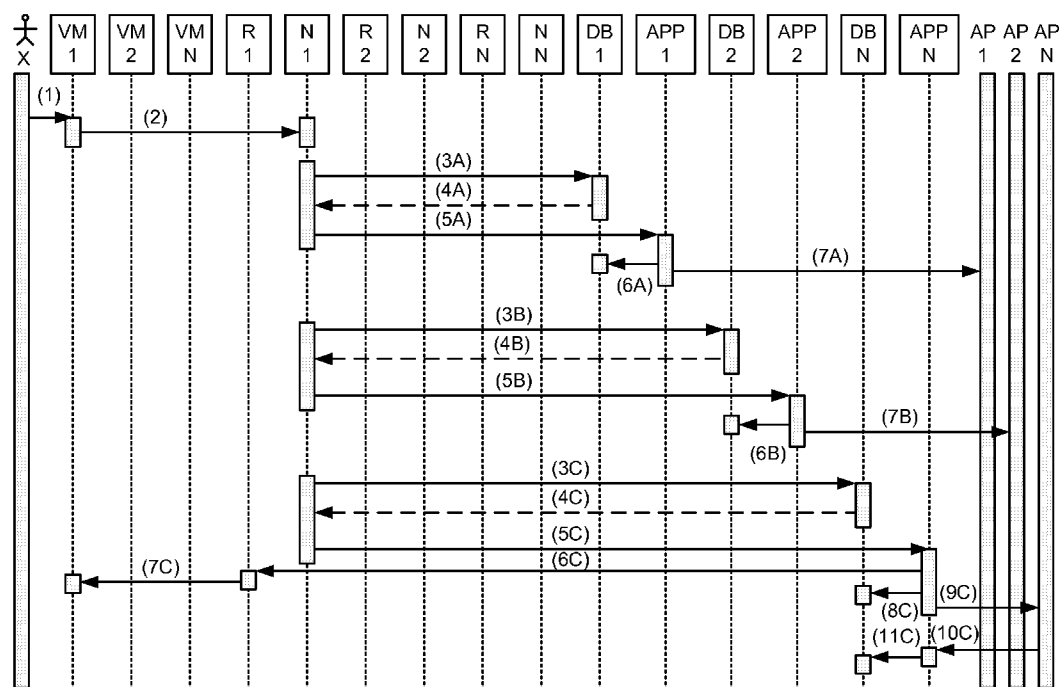 X
VM 1
VM 2
VM N
R 1
N 1
R 2
N 2
R N
N N
DB 1
APP 1
DB 2
APP 2
DB N
APP N
AP 1
AP 2
AP N
(1)
(2)
(3A)
(4A)
(5A)
(6A)
(7A)
(3B)
(4B)
(5B)
(6B)
(7B)
(3C)
(4C)
(5C)
(6C)
(7C)
(8C)
(9C)
(10C)
(11C)